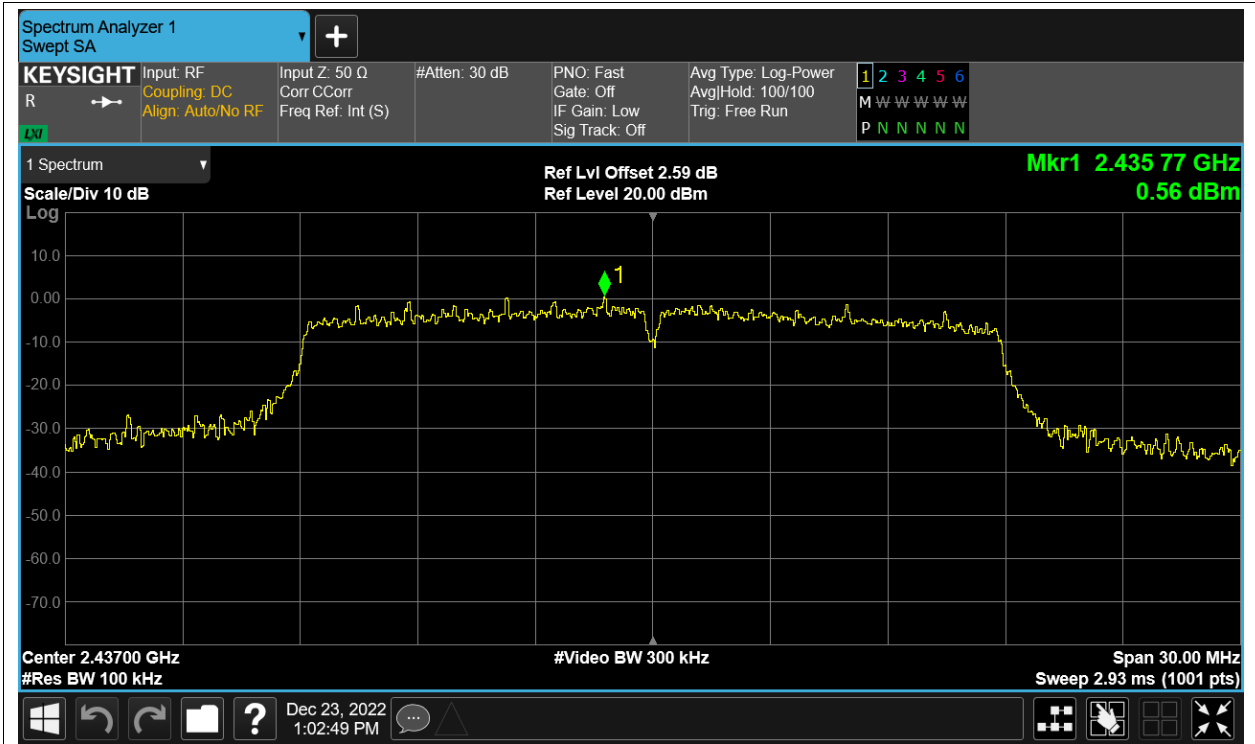 Spectrum Analyzer 1
Swept SA
KEYSIGHT
R
LXI
Input: RF
Coupling: DC
Align: Auto/No RF
Input Z: 50 Ω
Corr CCorr
Freq Ref: Int (S)
#Atten: 30 dB
PNO: Fast
Gate: Off
IF Gain: Low
Sig Track: Off
Avg Type: Log-Power
Avg|Hold: 100/100
Trig: Free Run
1 2 3 4 5 6
M W W W W W W
P N N N N N N
1 Spectrum
Scale/Div 10 dB
Log
Ref Lvl Offset 2.59 dB
Ref Level 20.00 dBm
Mkr1 2.435 77 GHz
0.56 dBm
1
10.0
0.00
-10.0
-20.0
-30.0
-40.0
-50.0
-60.0
-70.0
Center 2.43700 GHz
#Res BW 100 kHz
#Video BW 300 kHz
Span 30.00 MHz
Sweep 2.93 ms (1001 pts)
?
Dec 23, 2022
1:02:49 PM